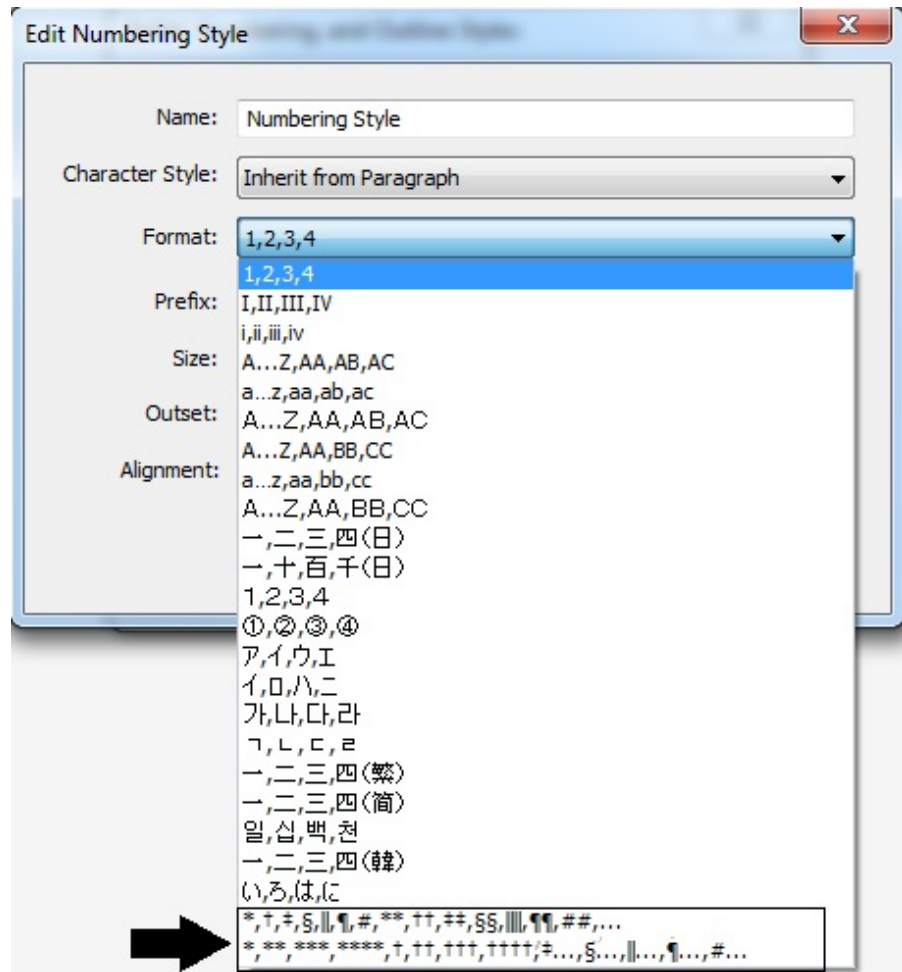 Edit Numbering Style
Name: Numbering Style
Character Style: Inherit from Paragraph
Format: 1,2,3,4
1,2,3,4
Prefix:
I,II,III,IV
i,ii,iii,iv
Size:
A...Z,AA,AB,AC
a...z,aa,ab,ac
Outset:
A...Z,AA,AB,AC
A...Z,AA,BB,CC
Alignment:
a...z,aa,bb,cc
A...Z,AA,BB,CC
一,二,三,四(日)
一,十,百,千(日)
1,2,3,4
①,②,③,④
ア,イ,ウ,エ
イ,ロ,ハ,ニ
가,나,다,라
ㄱ,ㄴ,ㄷ,ㄹ
一,二,三,四(繁)
一,二,三,四(简)
일,십,백,천
一,二,三,四(韓)
い,ろ,は,に
*,†,‡,§,‖,¶,#,**,††,‡‡,§§,‖‖,¶¶,##,...
*,**,***,****,†,††,†††,††††,‡...,§...,‖...,¶...,#...